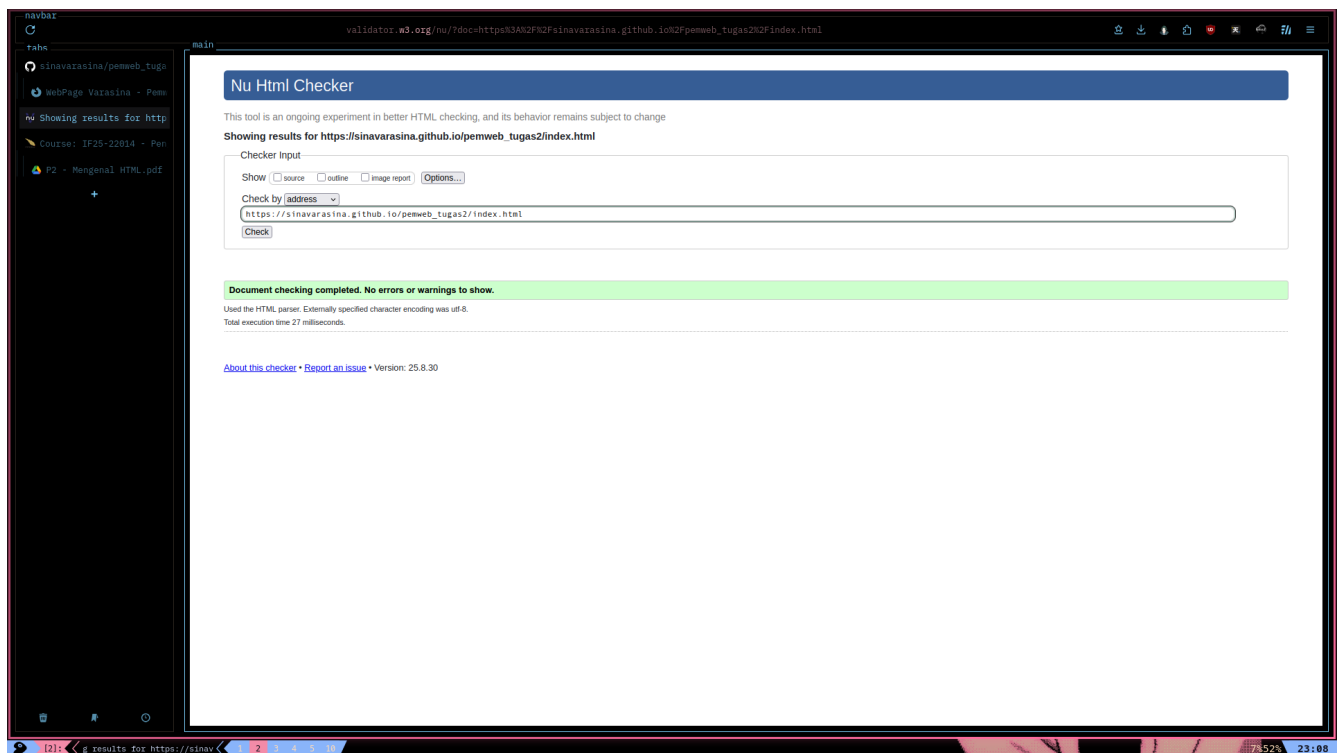 navbar
validator.w3.org/nu/?doc=https%3A%2F%2Fsinavarasina.github.io%2Fpemweb_tugas2%2Findex.html
tabs
main
sinavarasina/pemweb_tuga
WebPage Varasina - Pemw
Showing results for http
Course: IF25-22014 - Pen
P2 - Mengenal HTML.pdf
+
Nu Html Checker
This tool is an ongoing experiment in better HTML checking, and its behavior remains subject to change
Showing results for https://sinavarasina.github.io/pemweb_tugas2/index.html
Checker Input
Show source outline image report Options...
Check by address
https://sinavarasina.github.io/pemweb_tugas2/index.html
Check
Document checking completed. No errors or warnings to show.
Used the HTML parser. Externally specified character encoding was utf-8.
Total execution time 27 milliseconds.
About this checker • Report an issue • Version: 25.8.30
[2]: g results for https://sinav 1 2 3 4 5 10 7%52% 23:08